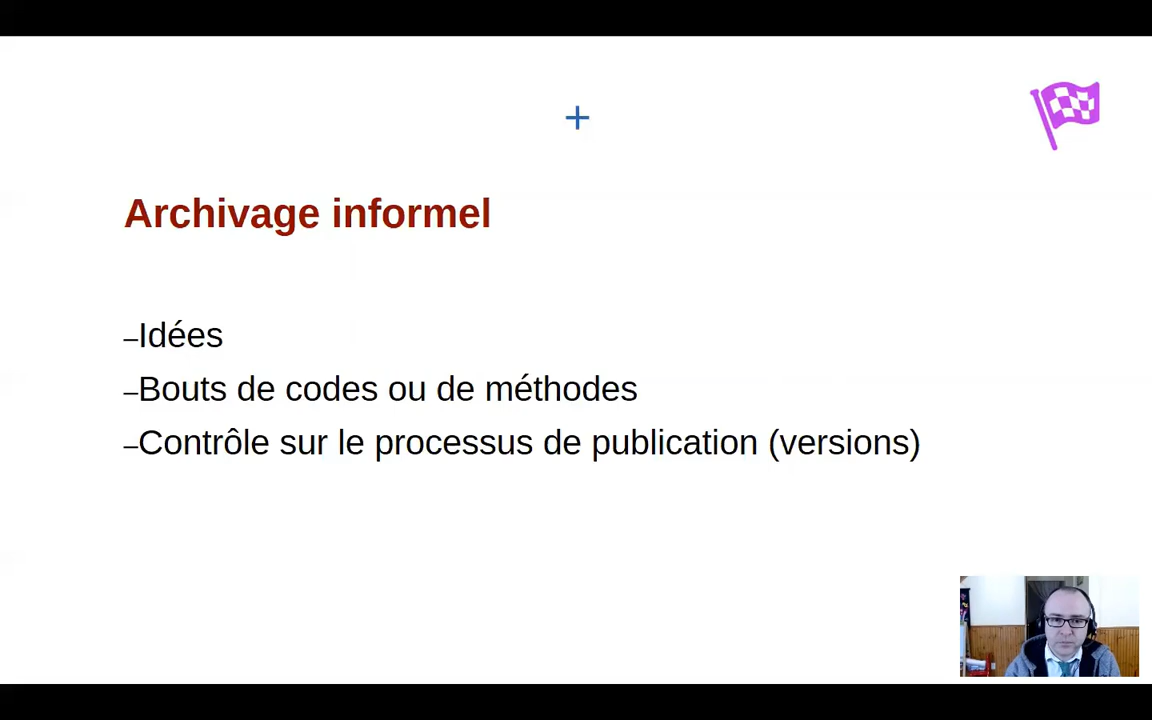 +
Archivage informel
–Idées
–Bouts de codes ou de méthodes
–Contrôle sur le processus de publication (versions)